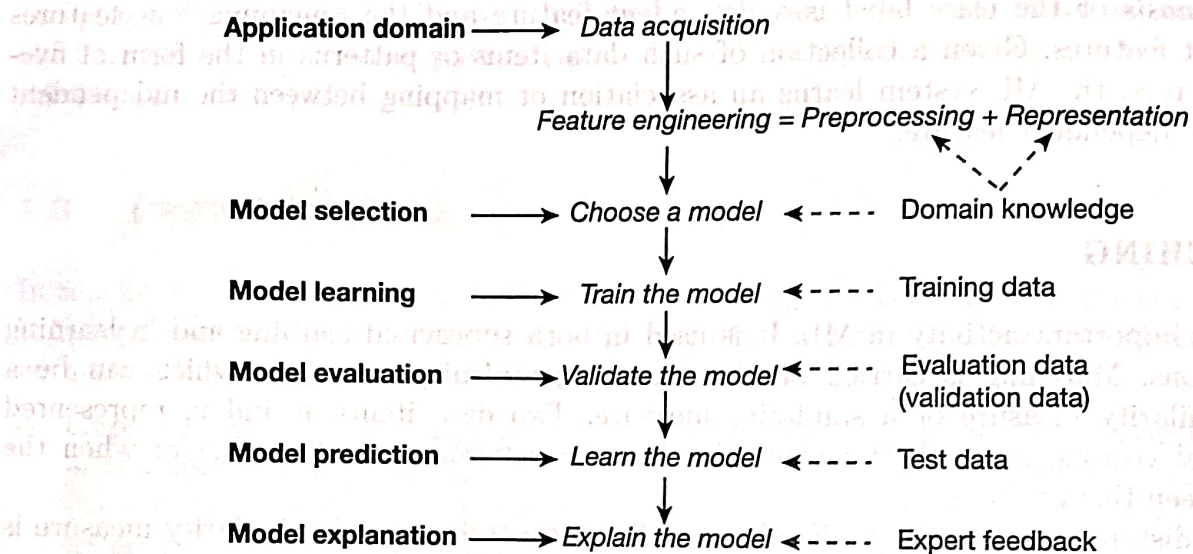 Application domain Data acquisition
Feature engineering = Preprocessing + Representation
Model selection Choose a model Domain knowledge
Model learning Train the model Training data
Model evaluation Validate the model Evaluation data
(validation data)
Model prediction Learn the model Test data
Model explanation Explain the model Expert feedback